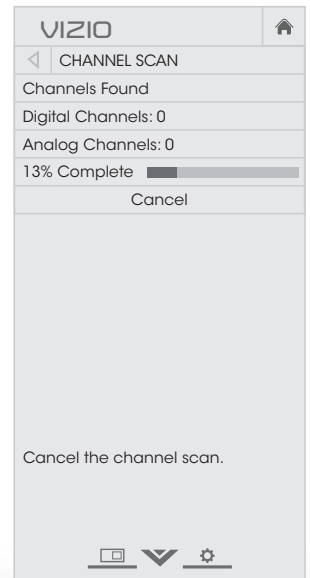 VIZIO
CHANNEL SCAN
Channels Found
Digital Channels: 0
Analog Channels: 0
13% Complete
Cancel
Cancel the channel scan.